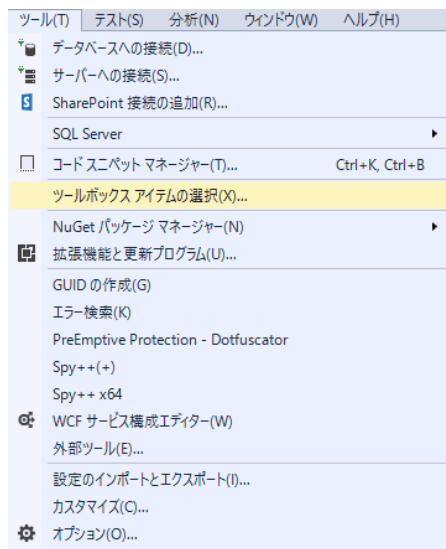 ツール(T) テスト(S) 分析(N) ウィンドウ(W) ヘルプ(H)
データベースへの接続(D)...
サーバーへの接続(S)...
SharePoint 接続の追加(R)...
SQL Server
コード スニペット マネージャー(T)... Ctrl+K, Ctrl+B
ツールボックス アイテムの選択(X)...
NuGet パッケージ マネージャー(N)
拡張機能と更新プログラム(U)...
GUID の作成(G)
エラー検索(K)
PreEmptive Protection - Dotfuscator
Spy++(+)
Spy++ x64
WCF サービス構成エディター(W)
外部ツール(E)...
設定のインポートとエクスポート(I)...
カスタマイズ(C)...
オプション(O)...